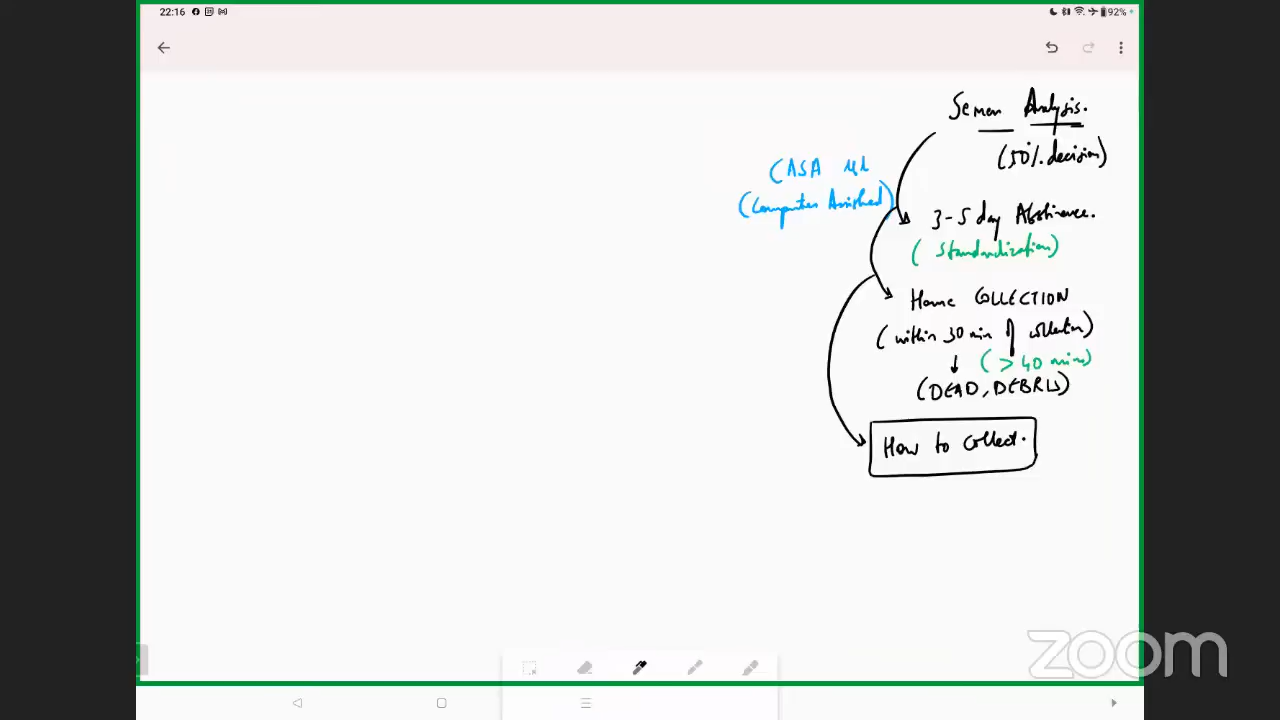 22:16
92%
Semen Analysis.
(50% decision)
(CASA
(Computer Assisted)
3-5 day Abstinence.
(Standardization)
Home COLLECTION
(within 30 min of collection)
(>40 mins)
(DEAD, DEBRIS)
How to collect.
zoom